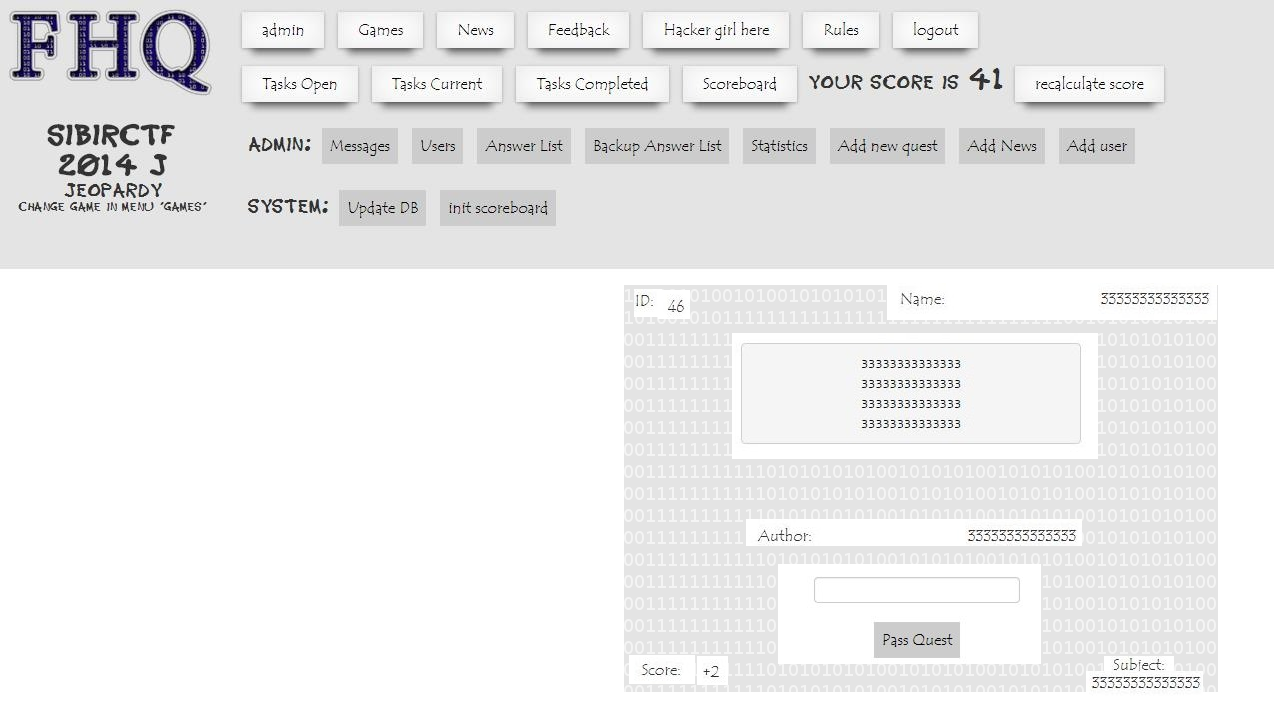 FHQ
admin Games News Feedback Hacker girl here Rules logout
Tasks Open Tasks Current Tasks Completed Scoreboard YOUR SCORE IS 41 recalculate score
SIBIRCTF
2014 J
JEOPARDY
CHANGE GAME IN MENU "GAMES"
ADMIN: Messages Users Answer List Backup Answer List Statistics Add new quest Add News Add user
SYSTEM: Update DB init scoreboard
ID: 46 Name: 33333333333333
33333333333333
33333333333333
33333333333333
33333333333333
Author: 33333333333333
Pass Quest
Score: +2
Subject:
33333333333333